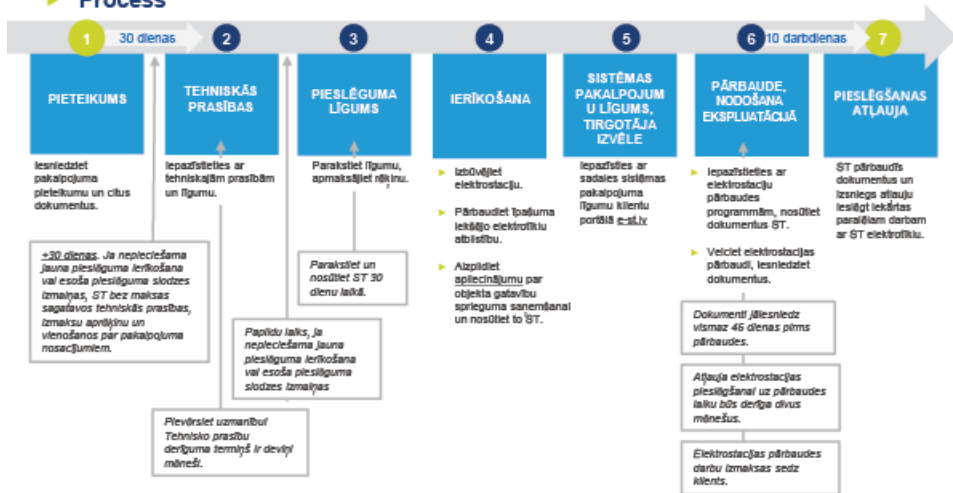 Process
1
30 dienas
2
3
4
5
6
10 darbdienas
7
PIETEIKUMS
Iesniedziet
pakalpojuma
pieteikumu un citus
dokumentus.
+30 dienas. Ja nepieciešama
jauna pieslēguma ierīkošana
vai esoša pieslēguma slodzes
izmaiņas, ST bez maksas
sagatavos tehniskās prasības,
izmaksu aprēķinu un
vienošanos par pakalpojuma
nosacījumiem.
TEHNISKĀS
PRASĪBAS
Iepazīstieties ar
tehniskajām prasībām
un līgumu.
Pievērsiet uzmanību!
Tehnisko prasību
derīguma termiņš ir deviņi
mēneši.
Papildu laiks, ja
nepieciešama jauna
pieslēguma ierīkošana
vai esoša pieslēguma
slodzes izmaiņas
PIESLĒGUMA
LĪGUMS
Parakstiet līgumu,
apmaksājiet rēķinu.
Parakstiet un
nosūtiet ST 30
dienu laikā.
IERĪKOŠANA
Izbūvējiet
elektrostaciju.
Pārbaudiet īpašuma
iekšējo elektrotīklu
atbilstību.
Aizpildiet
apliecinājumu par
objekta gatavību
sprieguma saņemšanai
un nosūtiet to ST.
SISTĒMAS
PAKALPOJUM
U LĪGUMS,
TIRGOTĀJA
IZVĒLE
Iepazīsties ar
sadales sistēmas
pakalpojuma
līgumu klientu
portālā e-st.lv
PĀRBAUDE,
NODOŠANA
EKSPLUATĀCIJĀ
Iepazīstieties ar
elektrostaciju
pārbaudes
programmām, nosūtiet
dokumentus ST.
Veiciet elektrostacijas
pārbaudi, iesniedziet
dokumentus.
Dokumenti jāiesniedz
vismaz 45 dienas pirms
pārbaudes.
Atļauja elektrostacijas
pieslēgšanai uz pārbaudes
laiku būs derīga divus
mēnešus.
Elektrostacijas pārbaudes
darbu izmaksas sedz
klients.
PIESLĒGŠANAS
ATĻAUJA
ST pārbaudīs
dokumentus un
izsniegs atļauju
ieslēgt iekārtas
paralēlam darbam
ar ST elektrotīklu.